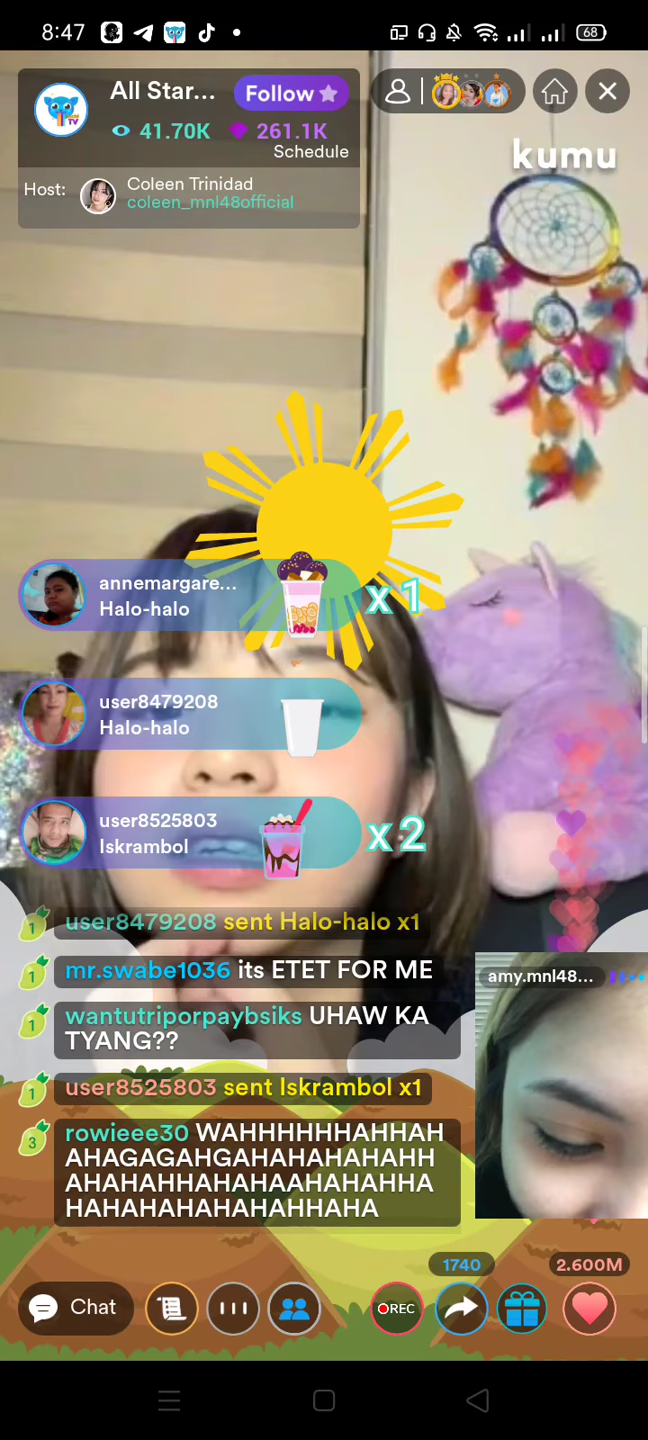 8:47
68
All Star...
Follow
41.70K
261.1K
Schedule
Host:
Coleen Trinidad
coleen_mnl48official
kumu
TV
annemargare...
Halo-halo
x1
user8479208
Halo-halo
user8525803
Iskrambol
x2
1 user8479208 sent Halo-halo x1
1 mr.swabe1036 its ETET FOR ME
1 wantutriporpaybsiks UHAW KA
TYANG??
1 user8525803 sent Iskrambol x1
3 rowieee30 WAHHHHHHAHHAH
AHAGAGAHGAHAHAHAHAHH
AHAHAHHAHAHAAHAHAHHA
HAHAHAHAHAHAHHAHA
amy.mnl48...
1740
2.600M
Chat
REC